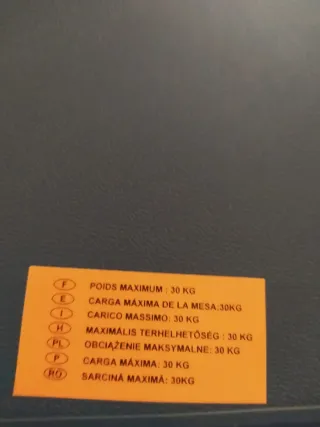 F POIDS MAXIMUM : 30 KG
E CARGA MÁXIMA DE LA MESA:30KG
I CARICO MASSIMO: 30 KG
H MAXIMÁLIS TERHELHETŐSÉG : 30 KG
PL OBCIĄŻENIE MAKSYMALNE: 30 KG
P CARGA MÁXIMA: 30 KG
RO SARCINĂ MAXIMĂ: 30KG